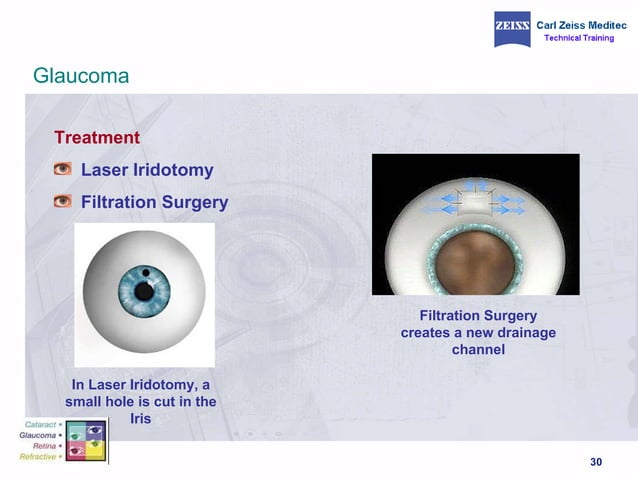 ZEISS
Carl Zeiss Meditec
Technical Training
Glaucoma
Treatment
Laser Iridotomy
Filtration Surgery
Filtration Surgery
creates a new drainage
channel
In Laser Iridotomy, a
small hole is cut in the
Iris
Cataract •
Glaucoma •
Retina •
Refractive •
30